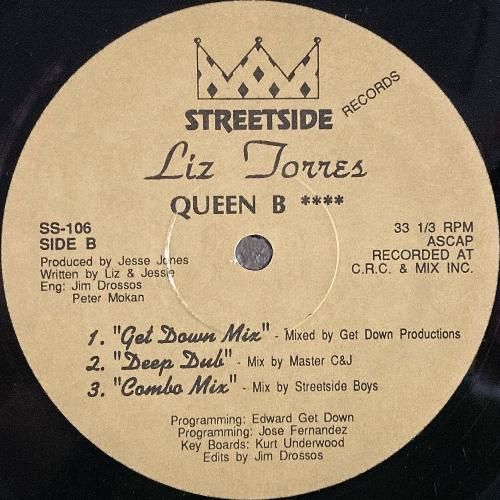 STREETSIDE
RECORDS
Liz Torres
QUEEN B ****
SS-106
SIDE B
Produced by Jesse Jones
Written by Liz & Jessie
Eng: Jim Drossos
Peter Mokan
33 1/3 RPM
ASCAP
RECORDED AT
C.R.C. & MIX INC.
1. "Get Down Mix" - Mixed by Get Down Productions
2. "Deep Dub" - Mix by Master C&J
3. "Combo Mix" - Mix by Streetside Boys
Programming: Edward Get Down
Programming: Jose Fernandez
Key Boards: Kurt Underwood
Edits by Jim Drossos